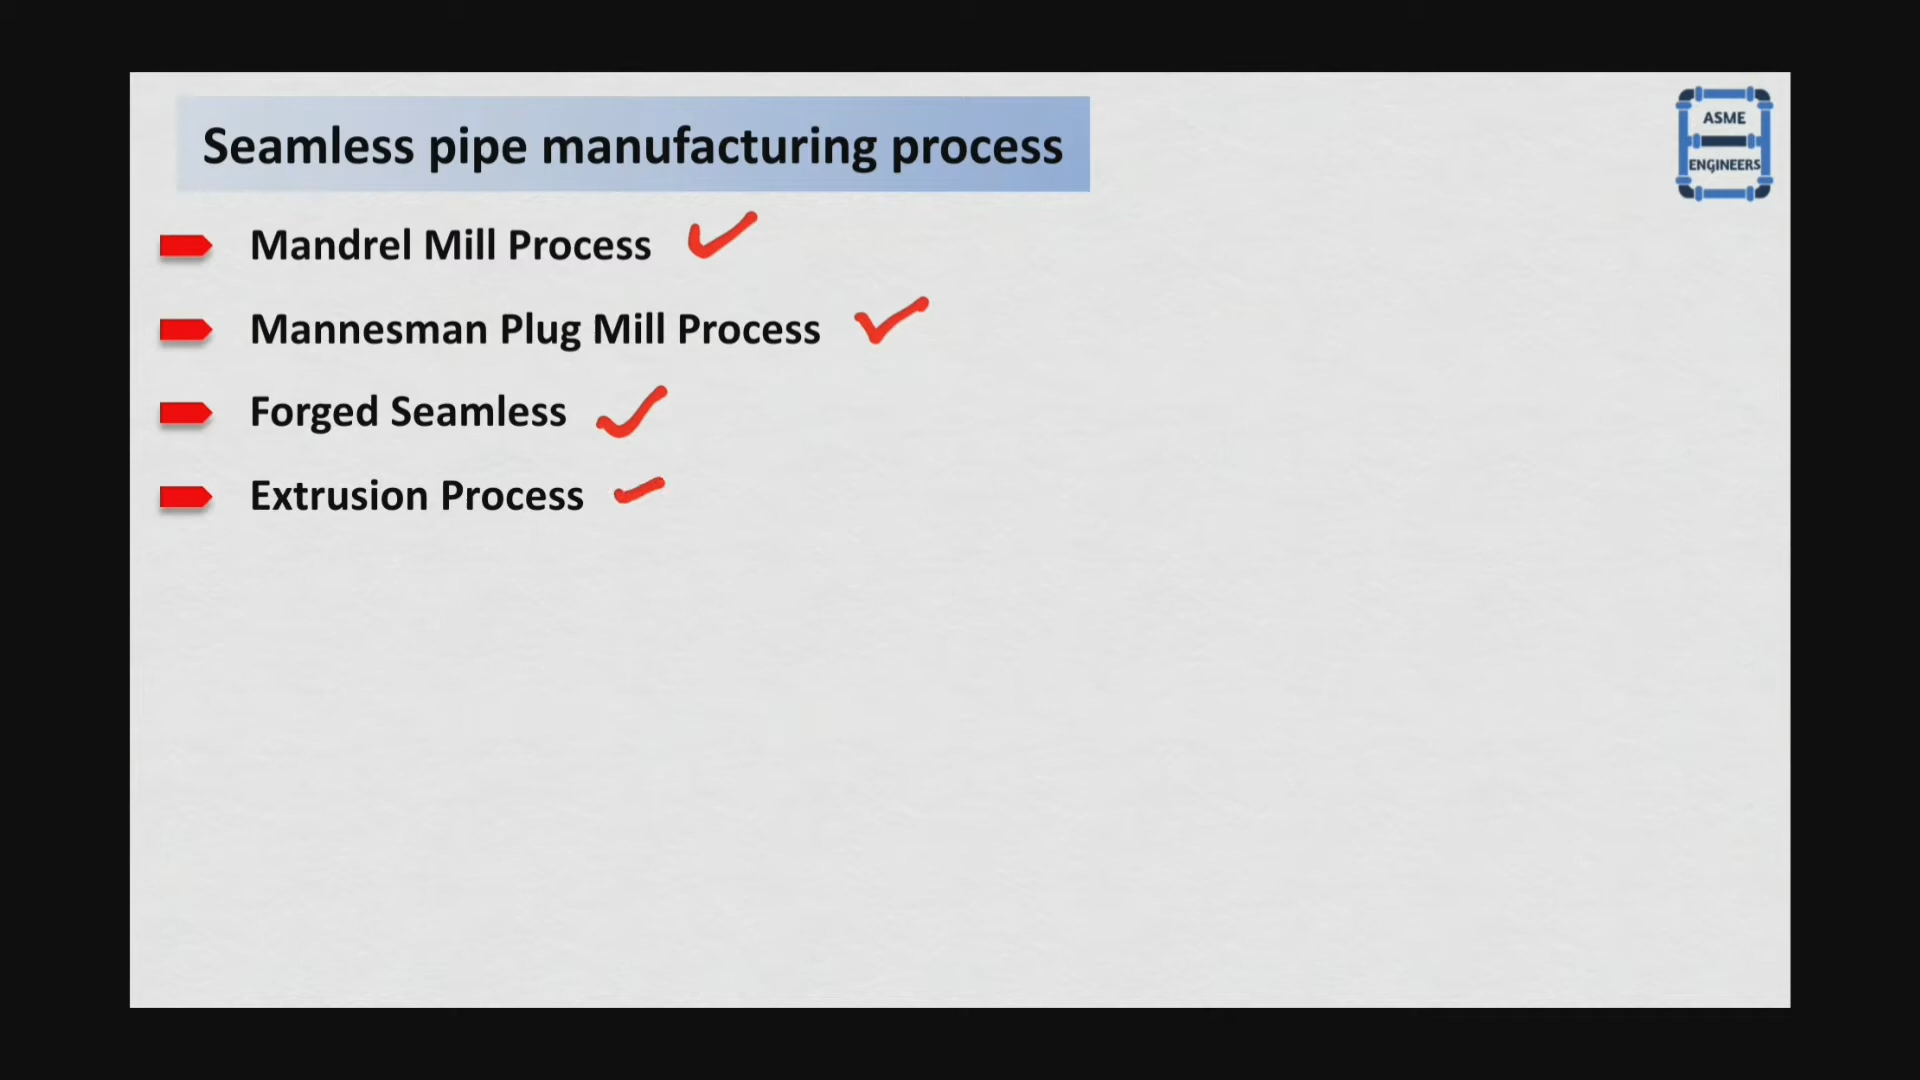 Seamless pipe manufacturing process
ASME
ENGINEERS
Mandrel Mill Process
Mannesman Plug Mill Process
Forged Seamless
Extrusion Process